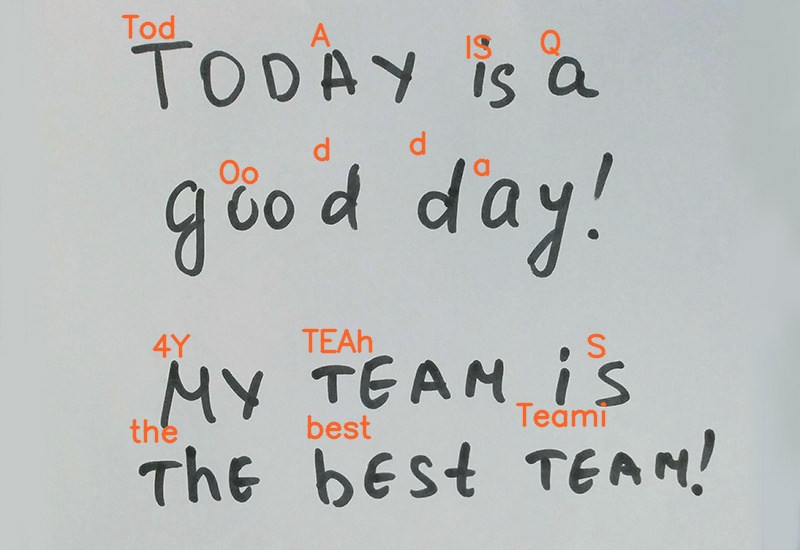 Tod A IS Q
TODAY is a
Oo d d a
good day!
4Y TEAh S
MY TEAM is
the best Teami
ThE bEst TEAM!